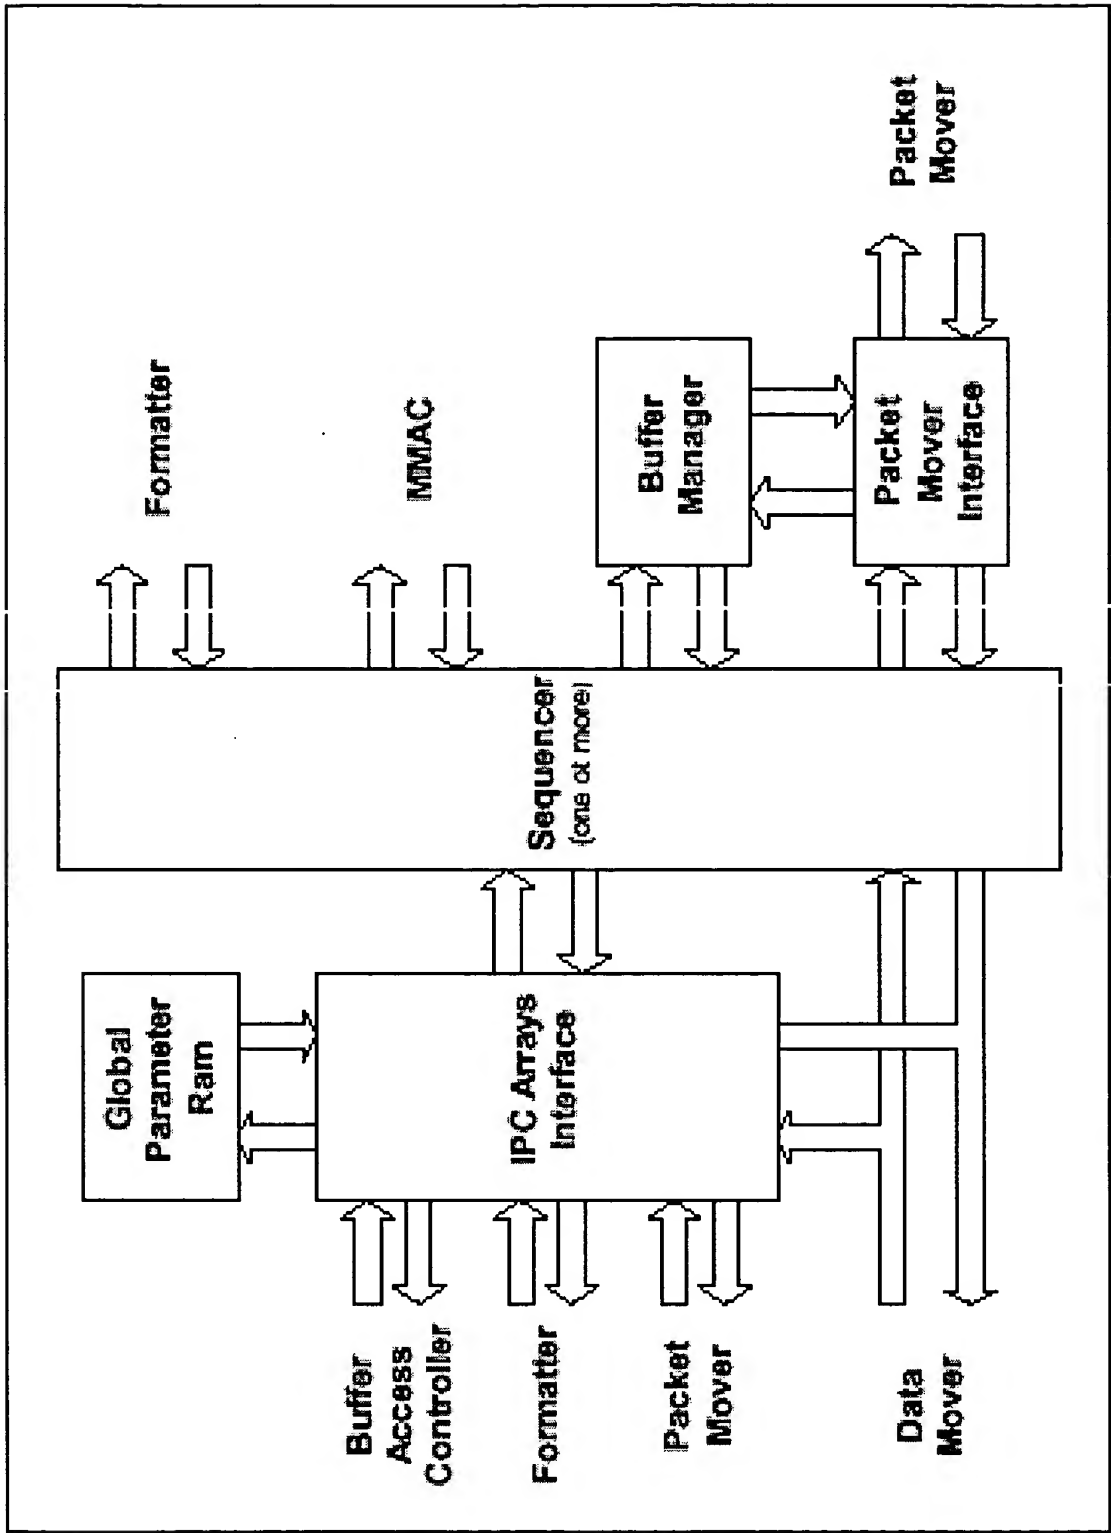 Buffer
Access
Controller
Formatter
Packet
Mover
Data
Mover
Global
Parameter
Ram
IPC Arrays
Interface
Sequencer
(one ot more)
Formatter
MMAC
Buffer
Manager
Packet
Mover
Interface
Packet
Mover